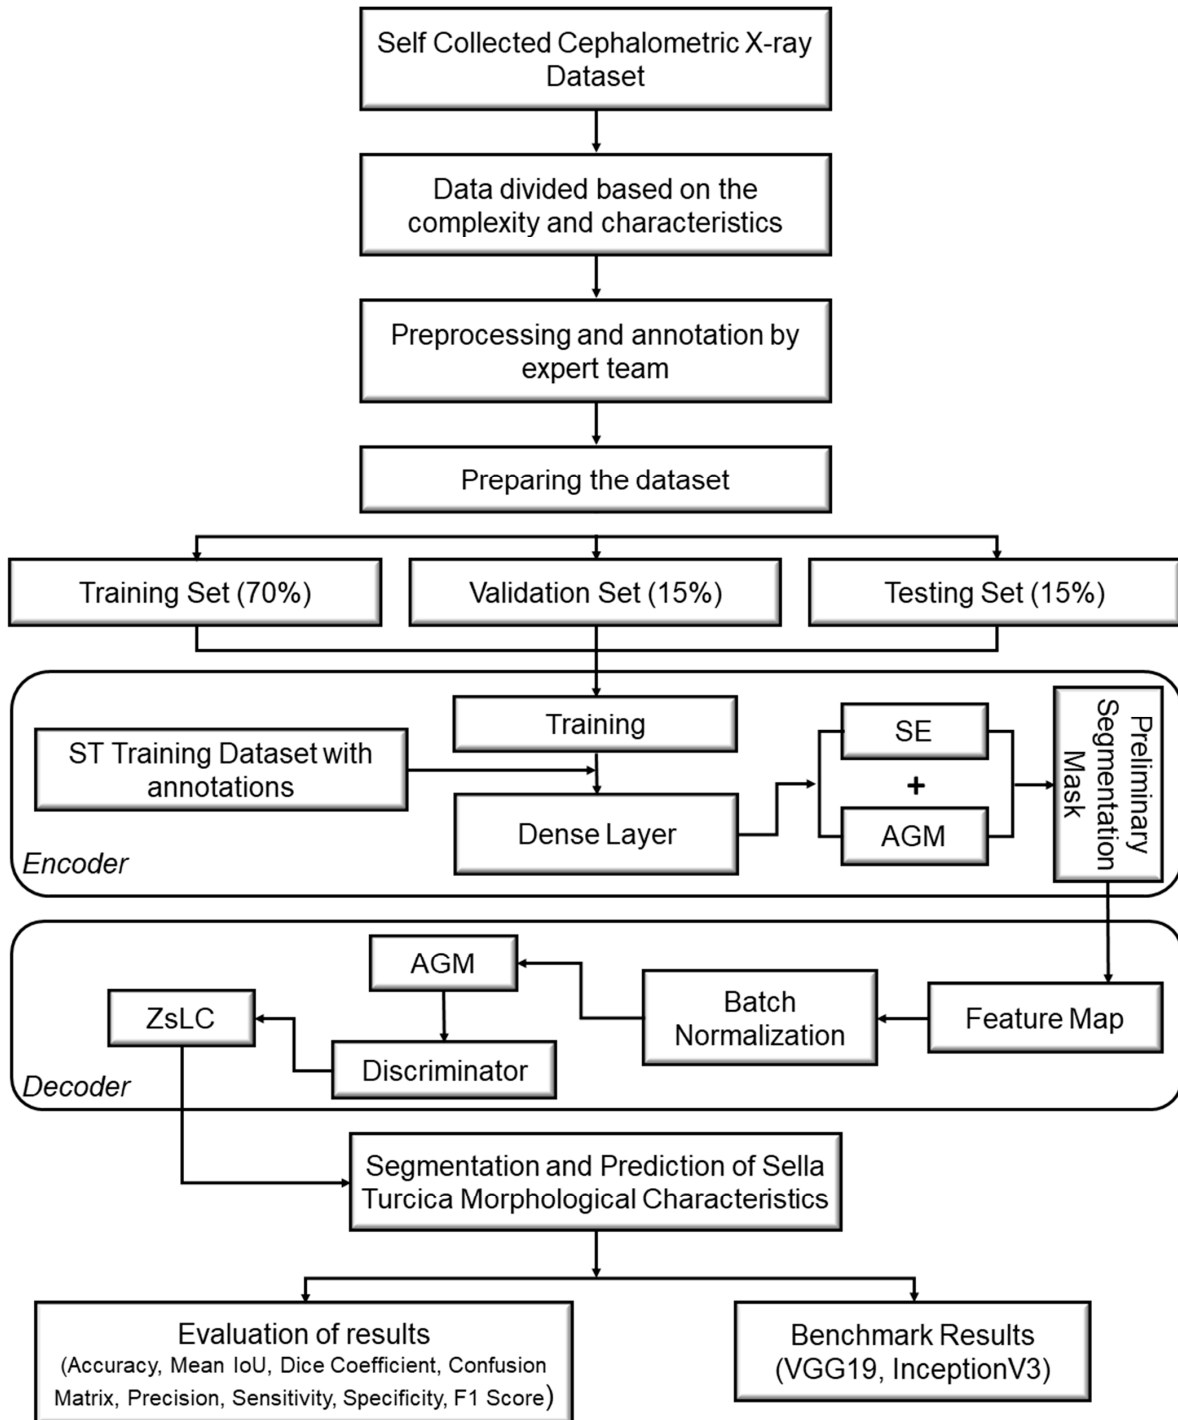 Self Collected Cephalometric X-ray
Dataset
Data divided based on the
complexity and characteristics
Preprocessing and annotation by
expert team
Preparing the dataset
Training Set (70%)
Validation Set (15%)
Testing Set (15%)
Training
ST Training Dataset with
annotations
Dense Layer
SE
+
AGM
Preliminary
Segmentation
Mask
Encoder
Feature Map
Batch
Normalization
AGM
Discriminator
ZsLC
Decoder
Segmentation and Prediction of Sella
Turcica Morphological Characteristics
Evaluation of results
(Accuracy, Mean IoU, Dice Coefficient, Confusion
Matrix, Precision, Sensitivity, Specificity, F1 Score)
Benchmark Results
(VGG19, InceptionV3)